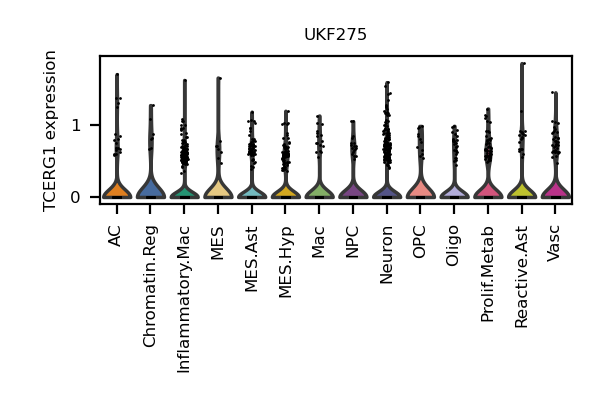 UKF275
TCERG1 expression
1
0
AC
Chromatin.Reg
Inflammatory.Mac
MES
MES.Ast
MES.Hyp
Mac
NPC
Neuron
OPC
Oligo
Prolif.Metab
Reactive.Ast
Vasc